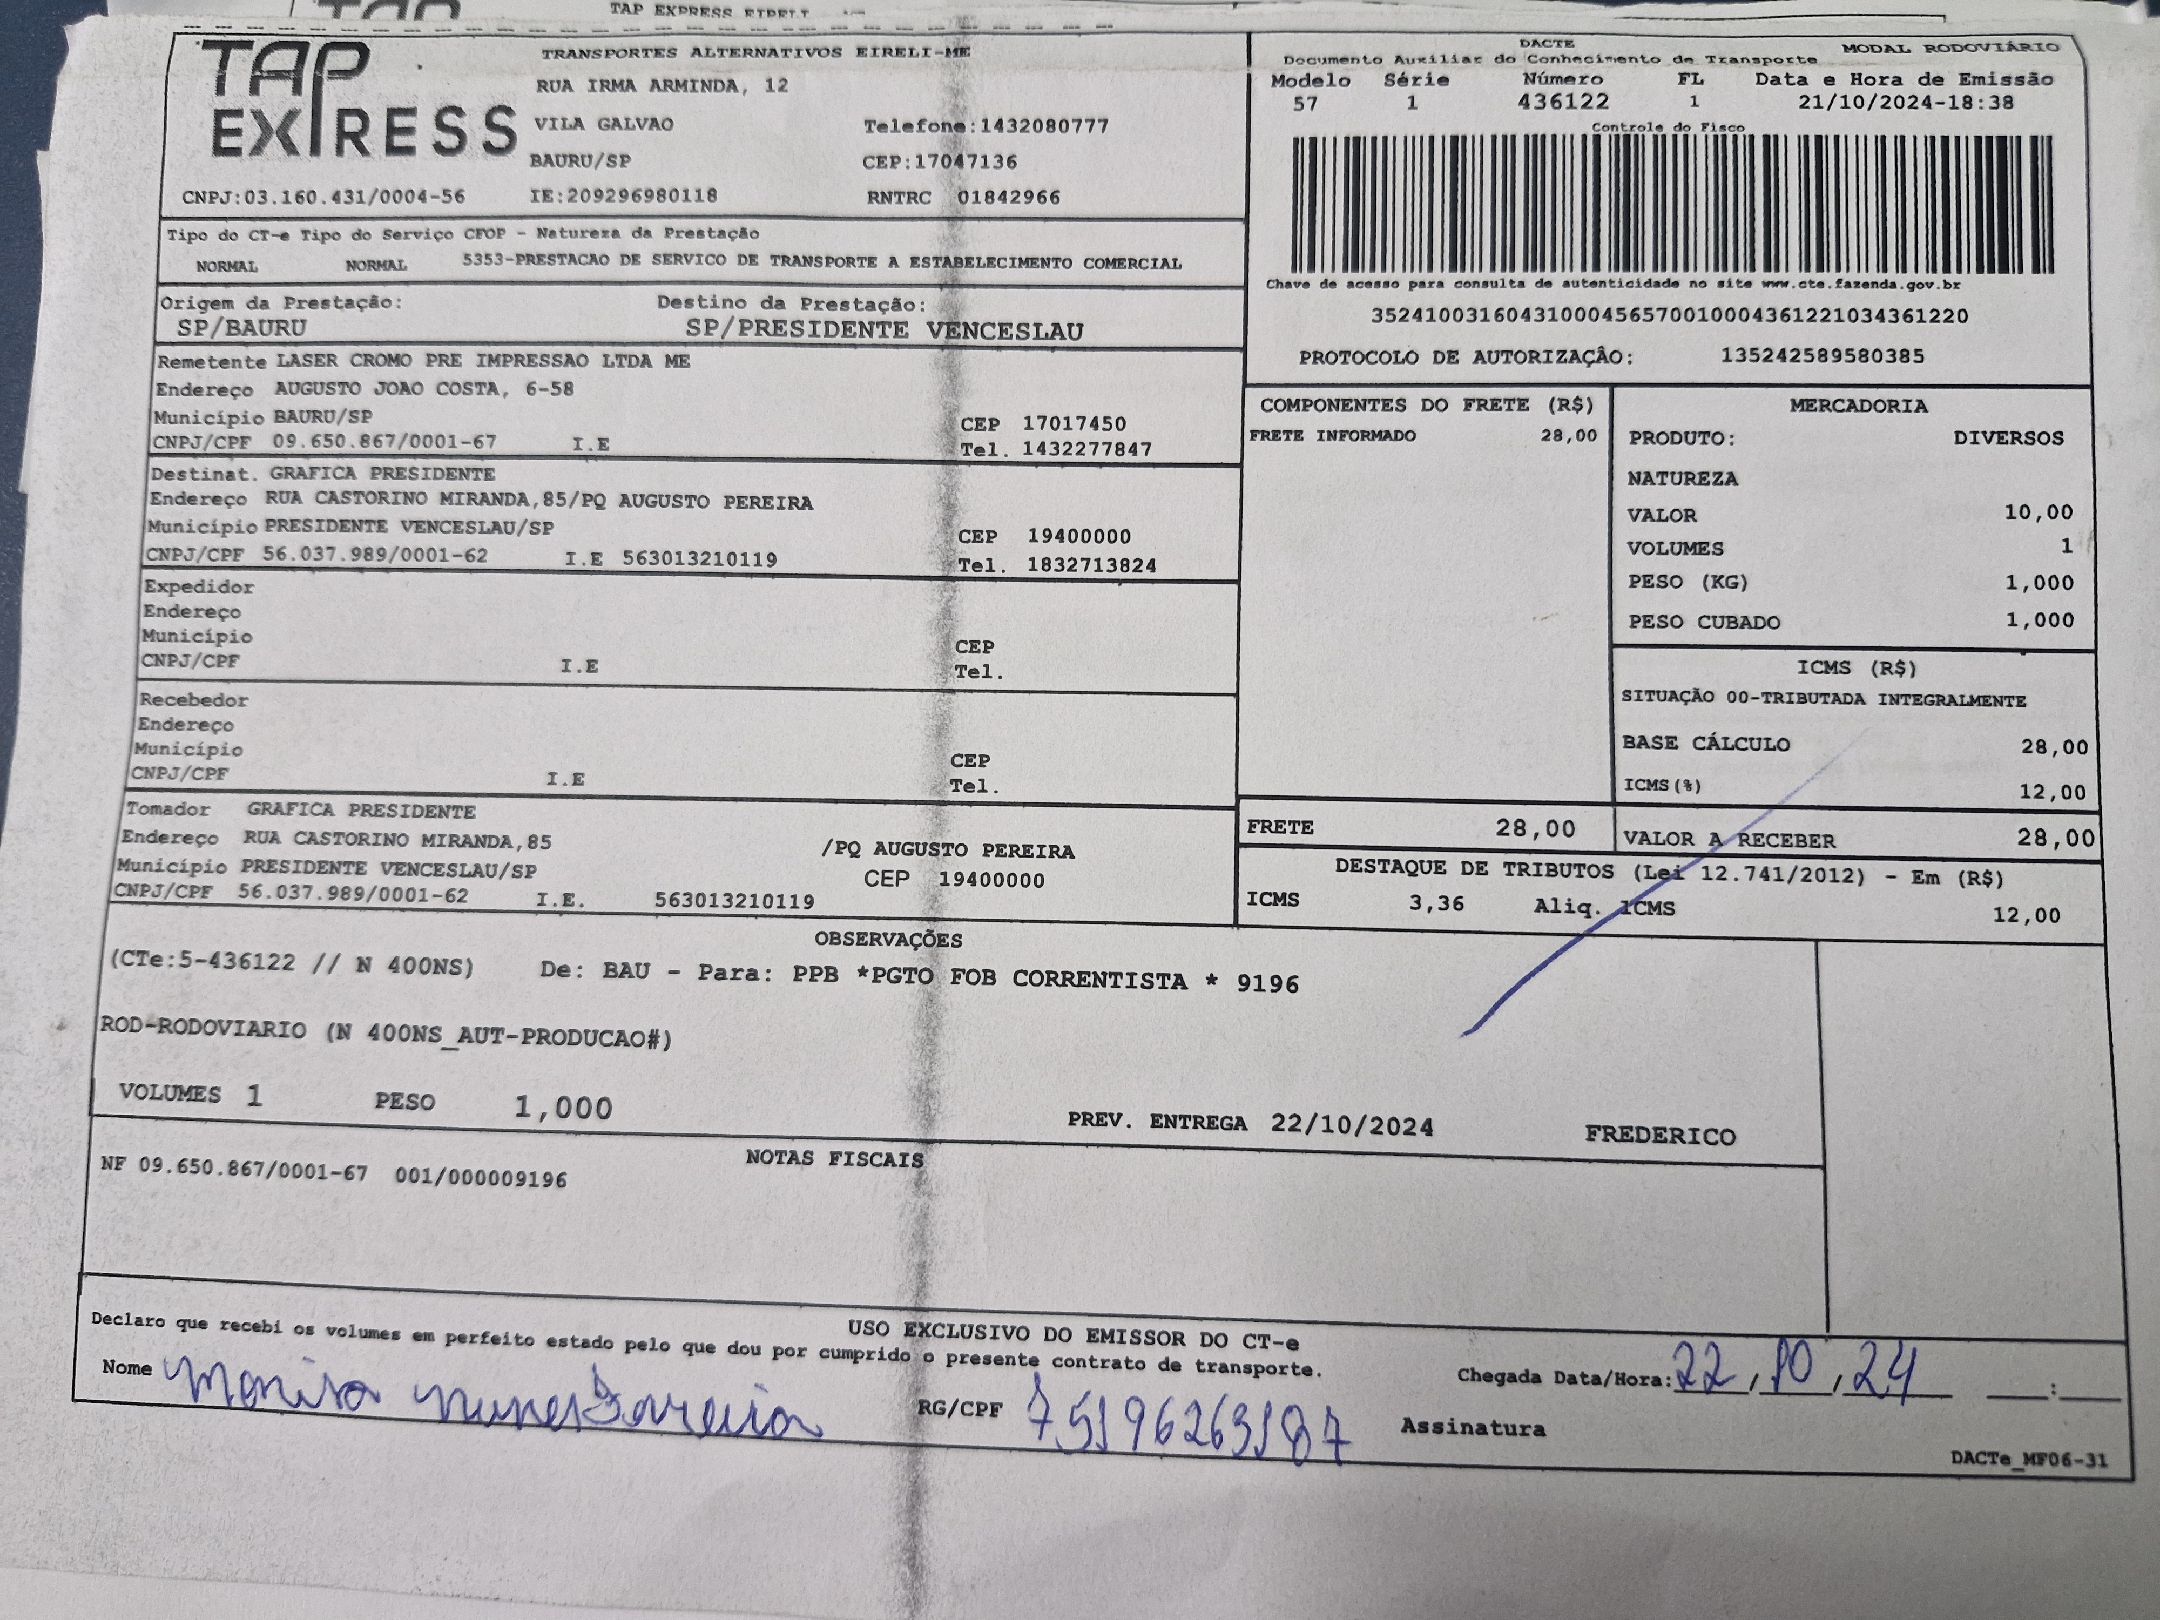 TAP EXPRESS EIRELI
TAP EXPRESS
TRANSPORTES ALTERNATIVOS EIRELI-ME
RUA IRMA ARMINDA, 12
VILA GALVAO Telefone:1432080777
BAURU/SP CEP:17047136
CNPJ:03.160.431/0004-56 IE:209296980118 RNTRC 01842966
DACTE MODAL RODOVIÁRIO
Documento Auxiliar do Conhecimento de Transporte
Modelo Série Número FL Data e Hora de Emissão
57 1 436122 1 21/10/2024-18:38
Controle do Fisco
Chave de acesso para consulta de autenticidade no site www.cte.fazenda.gov.br
35241003160431000456570010004361221034361220
PROTOCOLO DE AUTORIZAÇÂO: 135242589580385
Tipo do CT-e Tipo do Serviço CFOP - Natureza da Prestação
NORMAL NORMAL 5353-PRESTACAO DE SERVICO DE TRANSPORTE A ESTABELECIMENTO COMERCIAL
Origem da Prestação: Destino da Prestação:
SP/BAURU SP/PRESIDENTE VENCESLAU
Remetente LASER CROMO PRE IMPRESSAO LTDA ME
Endereço AUGUSTO JOAO COSTA, 6-58
Município BAURU/SP CEP 17017450
CNPJ/CPF 09.650.867/0001-67 I.E Tel. 1432277847
Destinat. GRAFICA PRESIDENTE
Endereço RUA CASTORINO MIRANDA,85/PQ AUGUSTO PEREIRA
Município PRESIDENTE VENCESLAU/SP CEP 19400000
CNPJ/CPF 56.037.989/0001-62 I.E 563013210119 Tel. 1832713824
Expedidor
Endereço
Município CEP
CNPJ/CPF I.E Tel.
Recebedor
Endereço
Município CEP
CNPJ/CPF I.E Tel.
Tomador GRAFICA PRESIDENTE
Endereço RUA CASTORINO MIRANDA,85 /PQ AUGUSTO PEREIRA
Município PRESIDENTE VENCESLAU/SP CEP 19400000
CNPJ/CPF 56.037.989/0001-62 I.E. 563013210119
COMPONENTES DO FRETE (R$)
FRETE INFORMADO 28,00
MERCADORIA
PRODUTO: DIVERSOS
NATUREZA
VALOR 10,00
VOLUMES 1
PESO (KG) 1,000
PESO CUBADO 1,000
ICMS (R$)
SITUAÇÃO 00-TRIBUTADA INTEGRALMENTE
BASE CÁLCULO 28,00
ICMS(%) 12,00
FRETE 28,00 VALOR A RECEBER 28,00
DESTAQUE DE TRIBUTOS (Lei 12.741/2012) - Em (R$)
ICMS 3,36 Aliq. ICMS 12,00
OBSERVAÇÕES
(CTe:5-436122 // N 400NS) De: BAU - Para: PPB *PGTO FOB CORRENTISTA * 9196
ROD-RODOVIARIO (N 400NS_AUT-PRODUCAO#)
VOLUMES 1 PESO 1,000 PREV. ENTREGA 22/10/2024 FREDERICO
NOTAS FISCAIS
NF 09.650.867/0001-67 001/000009196
USO EXCLUSIVO DO EMISSOR DO CT-e
Declaro que recebi os volumes em perfeito estado pelo que dou por cumprido o presente contrato de transporte.
Chegada Data/Hora: 22,10,24 :
Nome Monisa Nunes RG/CPF 75196263187 Assinatura
DACTe_MF06-31